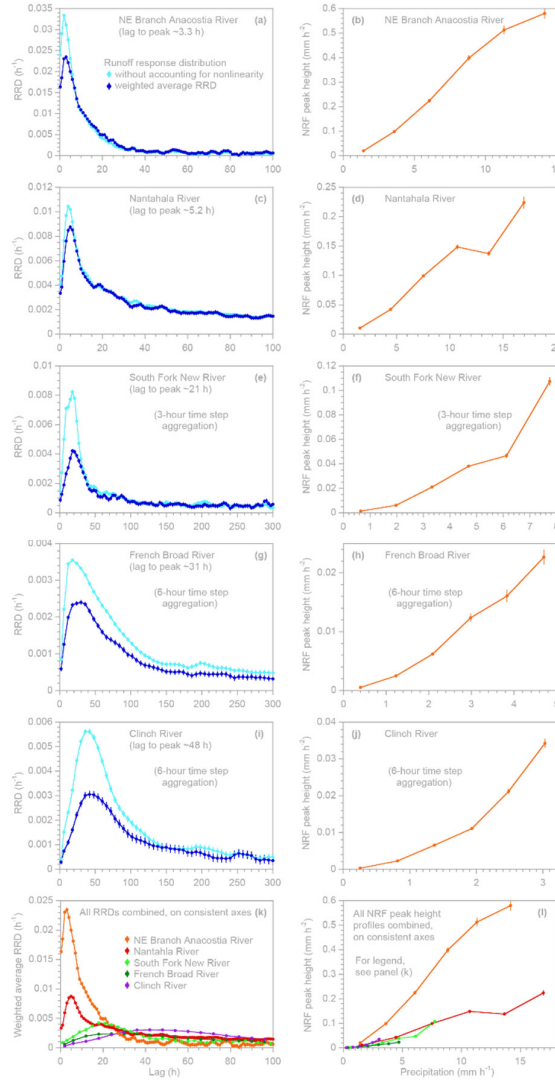 NE Branch Anacostia River (a)
(lag to peak ~3.3 h)
Runoff response distribution
without accounting for nonlinearity
weighted average RRD
RRD (h-1)
0.035
0.03
0.025
0.02
0.015
0.01
0.005
0
0 20 40 60 80 100
(b) NE Branch Anacostia River
NRF peak height (mm h-2)
0.6
0.5
0.4
0.3
0.2
0.1
0
0 5 10 15
Nantahala River (c)
(lag to peak ~5.2 h)
RRD (h-1)
0.012
0.01
0.008
0.006
0.004
0.002
0
0 20 40 60 80 100
(d) Nantahala River
NRF peak height (mm h-2)
0.25
0.2
0.15
0.1
0.05
0
0 5 10 15 20
South Fork New River (e)
(lag to peak ~21 h)
(3-hour time step
aggregation)
RRD (h-1)
0.01
0.008
0.006
0.004
0.002
0
0 50 100 150 200 250 300
(f) South Fork New River
(3-hour time step
aggregation)
NRF peak height (mm h-2)
0.12
0.1
0.08
0.06
0.04
0.02
0
0 1 2 3 4 5 6 7 8
French Broad River (g)
(lag to peak ~31 h)
(6-hour time step
aggregation)
RRD (h-1)
0.004
0.003
0.002
0.001
0
0 50 100 150 200 250 300
(h) French Broad River
(6-hour time step
aggregation)
NRF peak height (mm h-2)
0.02
0.01
0
0 1 2 3 4 5
Clinch River (i)
(lag to peak ~48 h)
(6-hour time step
aggregation)
RRD (h-1)
0.006
0.005
0.004
0.003
0.002
0.001
0
0 50 100 150 200 250 300
(j) Clinch River
(6-hour time step
aggregation)
NRF peak height (mm h-2)
0.04
0.03
0.02
0.01
0
0 1 2 3
All RRDs combined, on consistent axes (k)
NE Branch Anacostia River
Nantahla River
South Fork New River
French Broad River
Clinch River
Weighted average RRD (h-1)
0.025
0.02
0.015
0.01
0.005
0
0 20 40 60 80 100
Lag (h)
All NRF peak height (l)
profiles combined,
on consistent axes
For legend,
see panel (k)
NRF peak height (mm h-2)
0.6
0.5
0.4
0.3
0.2
0.1
0
0 5 10 15
Precipitation (mm h-1)